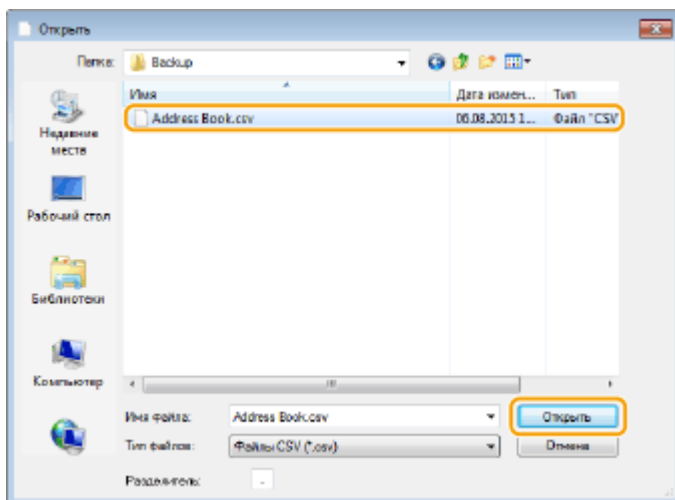 Открыть
Папка: Backup
Имя Дата измен... Тип
Address Book.csv 06.08.2015 1... Файл "CSV
Недавние места
Рабочий стол
Библиотеки
Компьютер
Имя файла: Address Book.csv Открыть
Тип файлов: Файлы CSV (*.csv) Отмена
Разделитель: